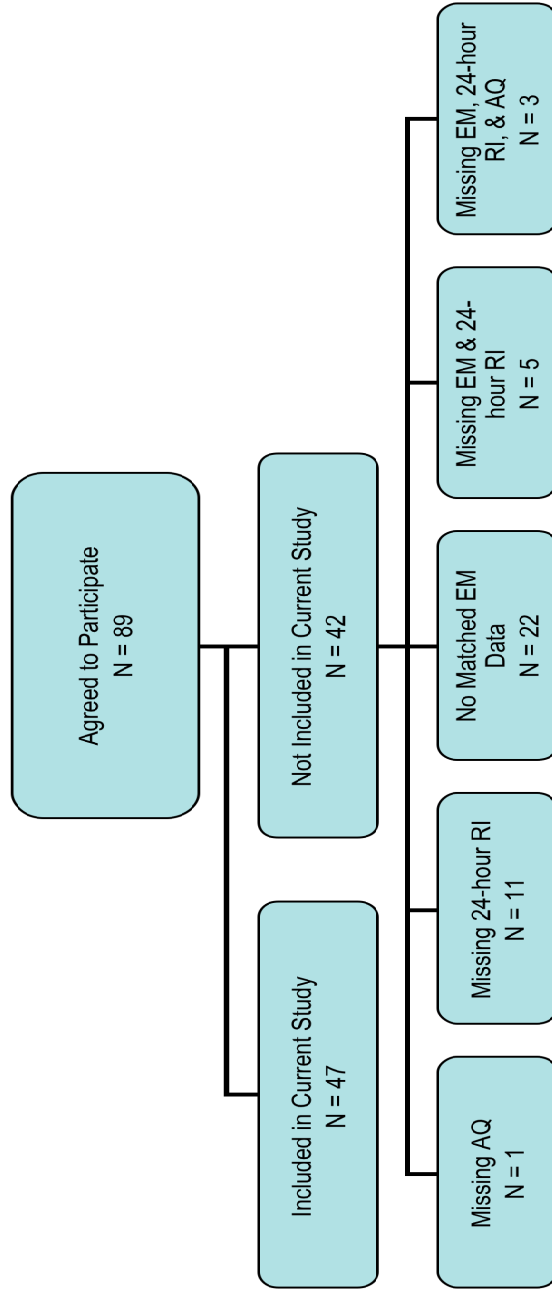 Agreed to Participate
N = 89
Included in Current Study
N = 47
Not Included in Current Study
N = 42
Missing AQ
N = 1
Missing 24-hour RI
N = 11
No Matched EM
Data
N = 22
Missing EM & 24-
hour RI
N = 5
Missing EM, 24-hour
RI, & AQ
N = 3